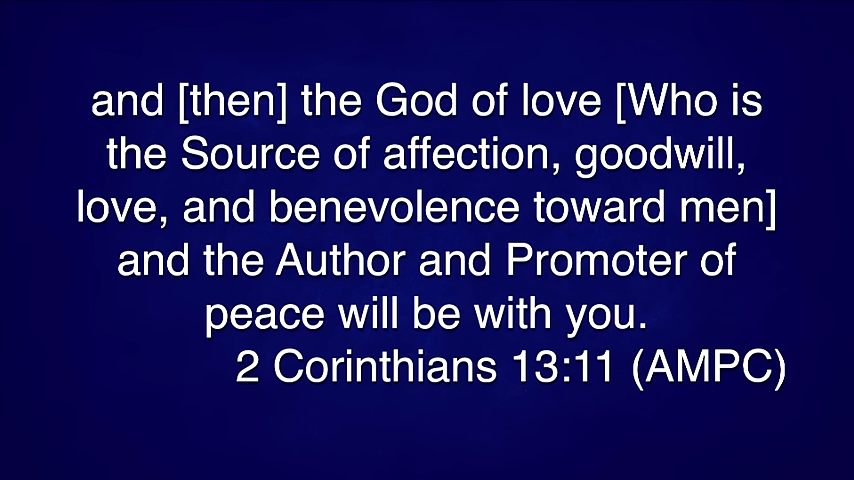 and [then] the God of love [Who is
the Source of affection, goodwill,
love, and benevolence toward men]
and the Author and Promoter of
peace will be with you.
2 Corinthians 13:11 (AMPC)